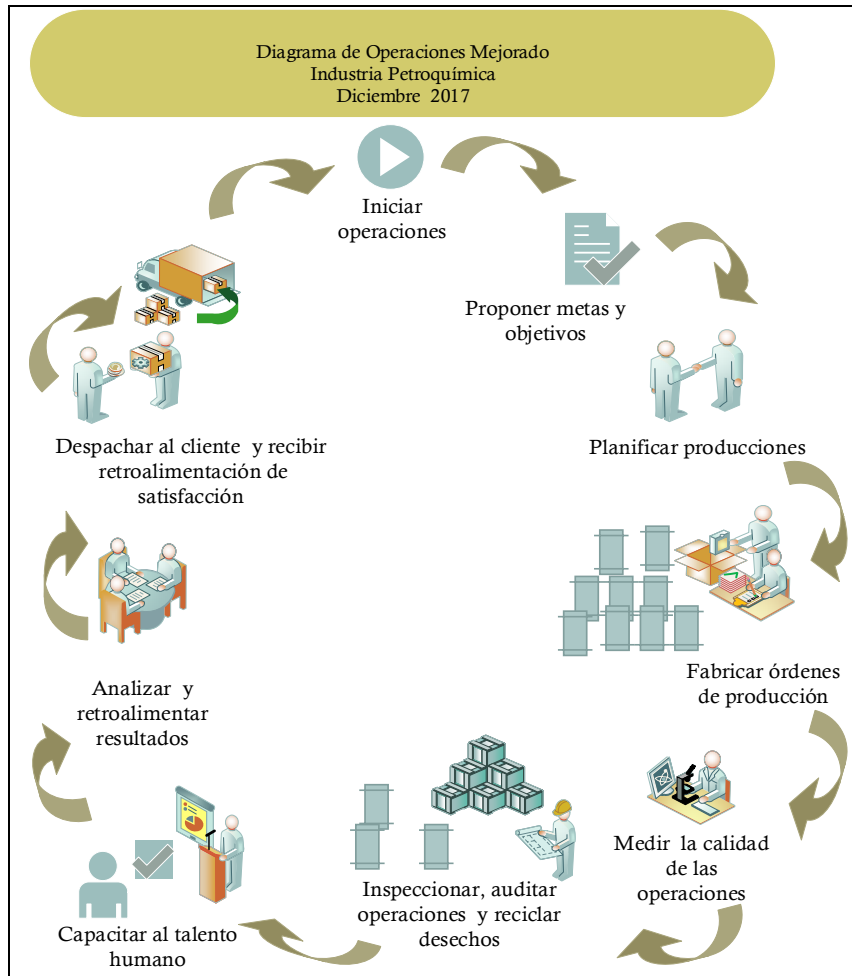 Diagrama de Operaciones Mejorado
Industria Petroquímica
Diciembre 2017
Iniciar
operaciones
Proponer metas y
objetivos
Planificar producciones
Fabricar órdenes
de producción
Medir la calidad
de las
operaciones
Inspeccionar, auditar
operaciones y reciclar
desechos
Capacitar al talento
humano
Analizar y
retroalimentar
resultados
Despachar al cliente y recibir
retroalimentación de
satisfacción